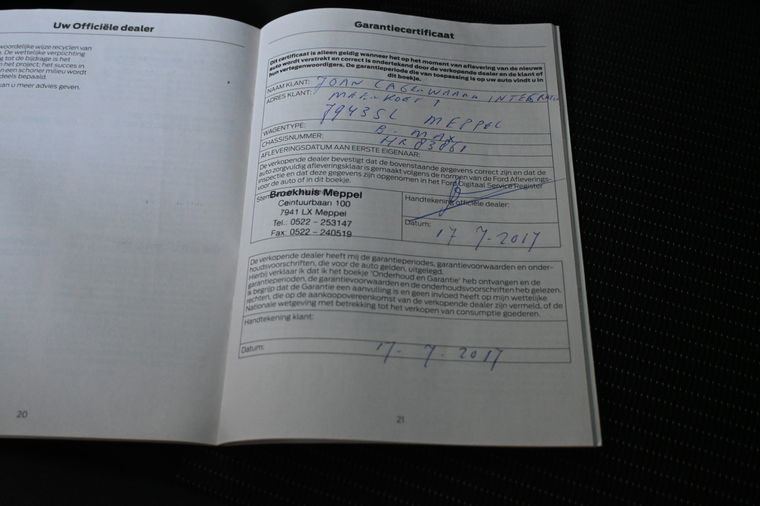 Uw Officiële dealer
woordelijke wijze recyclen van
De wettelijke verplichting
tot de bijdrage is het
het project; het succes in
een schoner milieu wordt
deels bepaald
an u meer advies geven.
20
Garantiecertificaat
Dit certificaat is alleen geldig wanneer het op het moment van aflevering van de nieuwe
auto wordt verstrekt en correct is ondertekend door de verkopende dealer en de klant of
hun vertegenwoordigers. De garantieperiode die van toepassing is op uw auto vindt u in
dit boekje.
NAAM KLANT: JOAN
ADRES KLANT:
7943SL MEPPEL
WAGENTYPE: B. MAX
CHASSISNUMMER: HR03861
AFLEVERINGSDATUM AAN EERSTE EIGENAAR:
De verkopende dealer bevestigt dat de bovenstaande gegevens correct zijn en dat de
auto zorgvuldig afleveringsklaar is gemaakt volgens de normen van de Ford Afleverings-
inspectie en dat deze gegevens zijn opgenomen in het Ford Digitaal Service Register
voor de auto of in dit boekje.
Broekhuis Meppel
Ceintuurbaan 100
7941 LX Meppel
Tel.: 0522 - 253147
Fax: 0522 - 240519
Handtekening officiële dealer:
Datum:
17 7-2017
De verkopende dealer heeft mij de garantieperiodes, garantievoorwaarden en onder-
houdsvoorschriften, die voor de auto gelden, uitgelegd.
Hierbij verklaar ik dat ik het boekje 'Onderhoud en Garantie' heb ontvangen en de
garantieperioden, de garantievoorwaarden en de onderhoudsvoorschriften heb gelezen.
Ik begrijp dat de Garantie een aanvulling is en geen invloed heeft op mijn wettelijke
rechten, die op de aankoopovereenkomst van de verkopende dealer zijn vermeld, of de
Nationale wetgeving met betrekking tot het verkopen van consumptie goederen.
Handtekening klant:
Datum: 17-7-2017
21